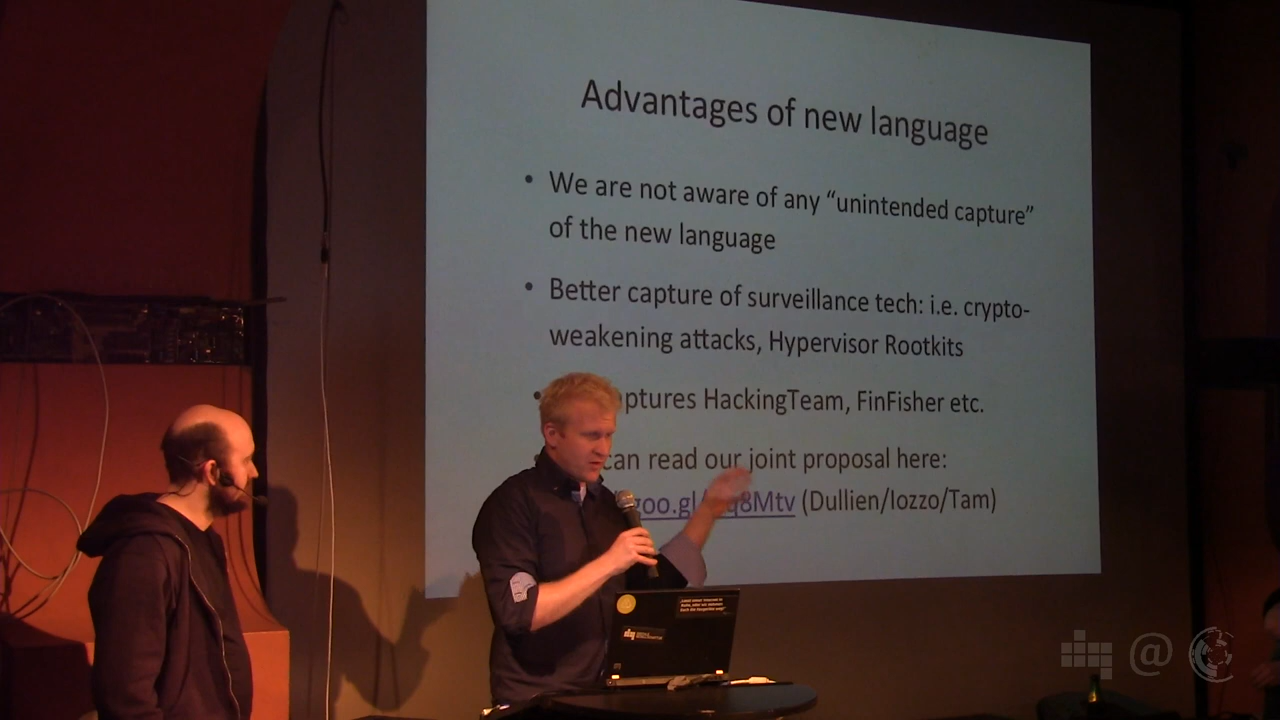 Advantages of new language
• We are not aware of any “unintended capture”
of the new language
• Better capture of surveillance tech: i.e. crypto-
weakening attacks, Hypervisor Rootkits
• HackingTeam, FinFisher etc.
can read our joint proposal here:
(Dullien/Iozzo/Tam)
@